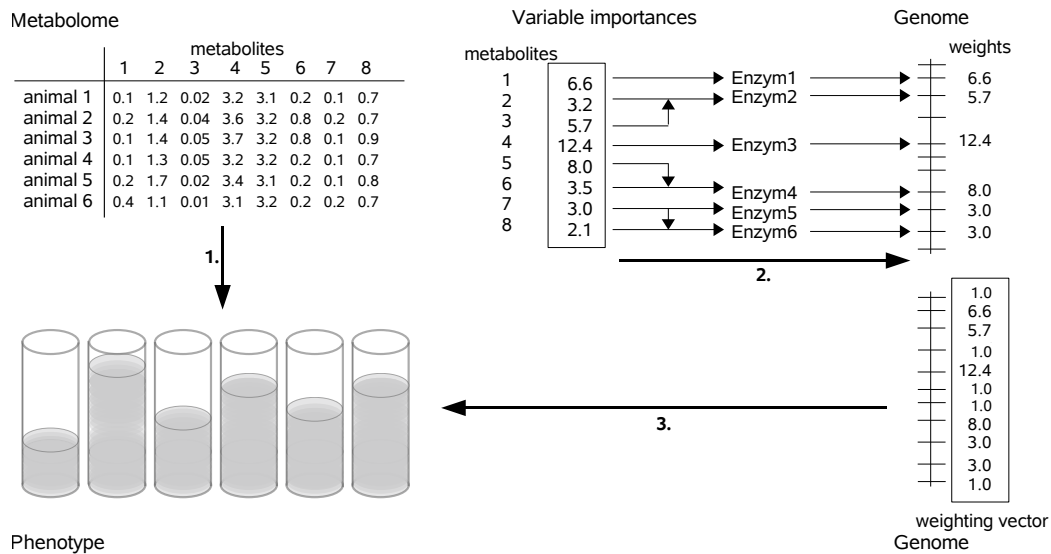 Metabolome
metabolites
1 2 3 4 5 6 7 8
animal 1 0.1 1.2 0.02 3.2 3.1 0.2 0.1 0.7
animal 2 0.2 1.4 0.04 3.6 3.2 0.8 0.2 0.7
animal 3 0.1 1.4 0.05 3.7 3.2 0.8 0.1 0.9
animal 4 0.1 1.3 0.05 3.2 3.2 0.2 0.1 0.7
animal 5 0.2 1.7 0.02 3.4 3.1 0.2 0.1 0.8
animal 6 0.4 1.1 0.01 3.1 3.2 0.2 0.2 0.7
1.
Variable importances
metabolites
1 6.6
2 3.2
3 5.7
4 12.4
5 8.0
6 3.5
7 3.0
8 2.1
Enzym1
Enzym2
Enzym3
Enzym4
Enzym5
Enzym6
2.
Genome
weights
6.6
5.7
12.4
8.0
3.0
3.0
1.0
6.6
5.7
1.0
12.4
1.0
1.0
8.0
3.0
3.0
1.0
weighting vector
Genome
3.
Phenotype